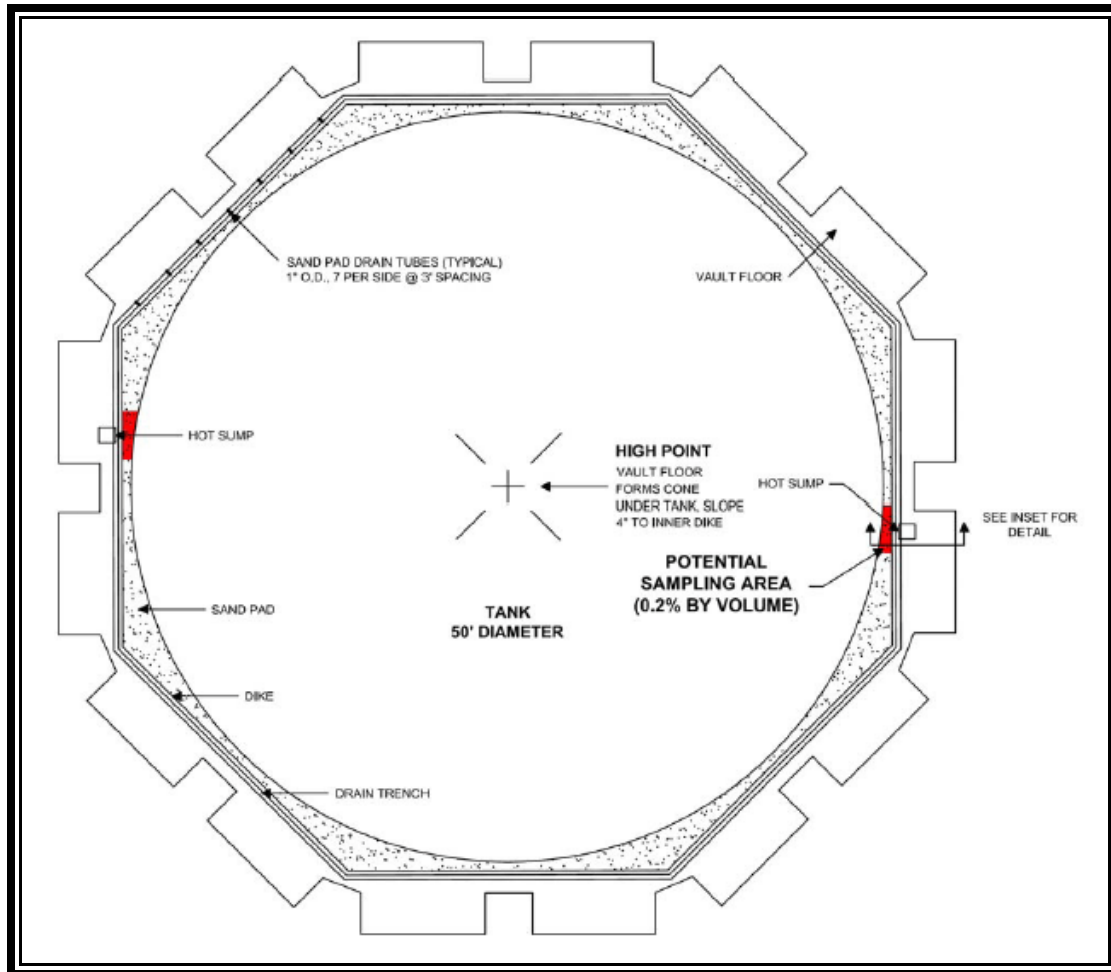 SAND PAD DRAIN TUBES (TYPICAL)
1" O.D., 7 PER SIDE @ 3' SPACING
VAULT FLOOR
HOT SUMP
HIGH POINT
VAULT FLOOR
FORMS CONE
UNDER TANK, SLOPE
4" TO INNER DIKE
HOT SUMP
SEE INSET FOR
DETAIL
POTENTIAL
SAMPLING AREA
(0.2% BY VOLUME)
SAND PAD
TANK
50' DIAMETER
DIKE
DRAIN TRENCH